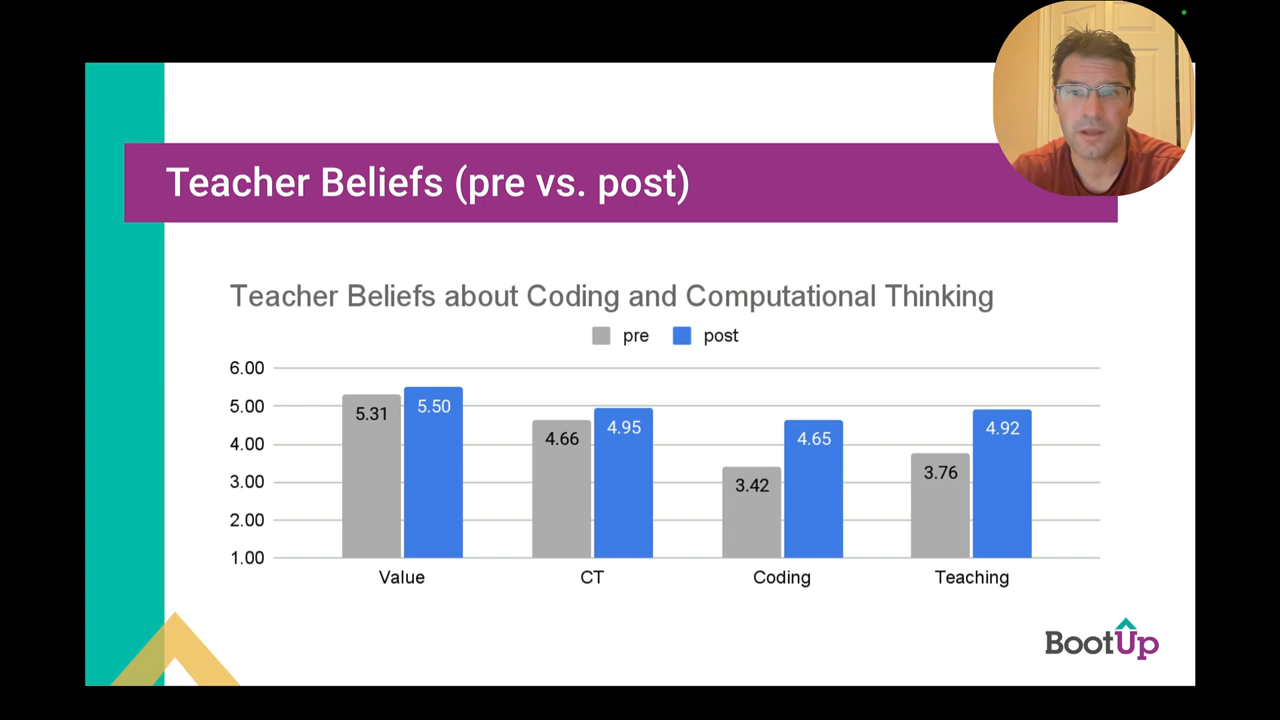 Teacher Beliefs (pre vs. post)
Teacher Beliefs about Coding and Computational Thinking
pre post
6.00
5.00
4.00
3.00
2.00
1.00
5.31 5.50 4.66 4.95 3.42 4.65 3.76 4.92
Value CT Coding Teaching
BootUp